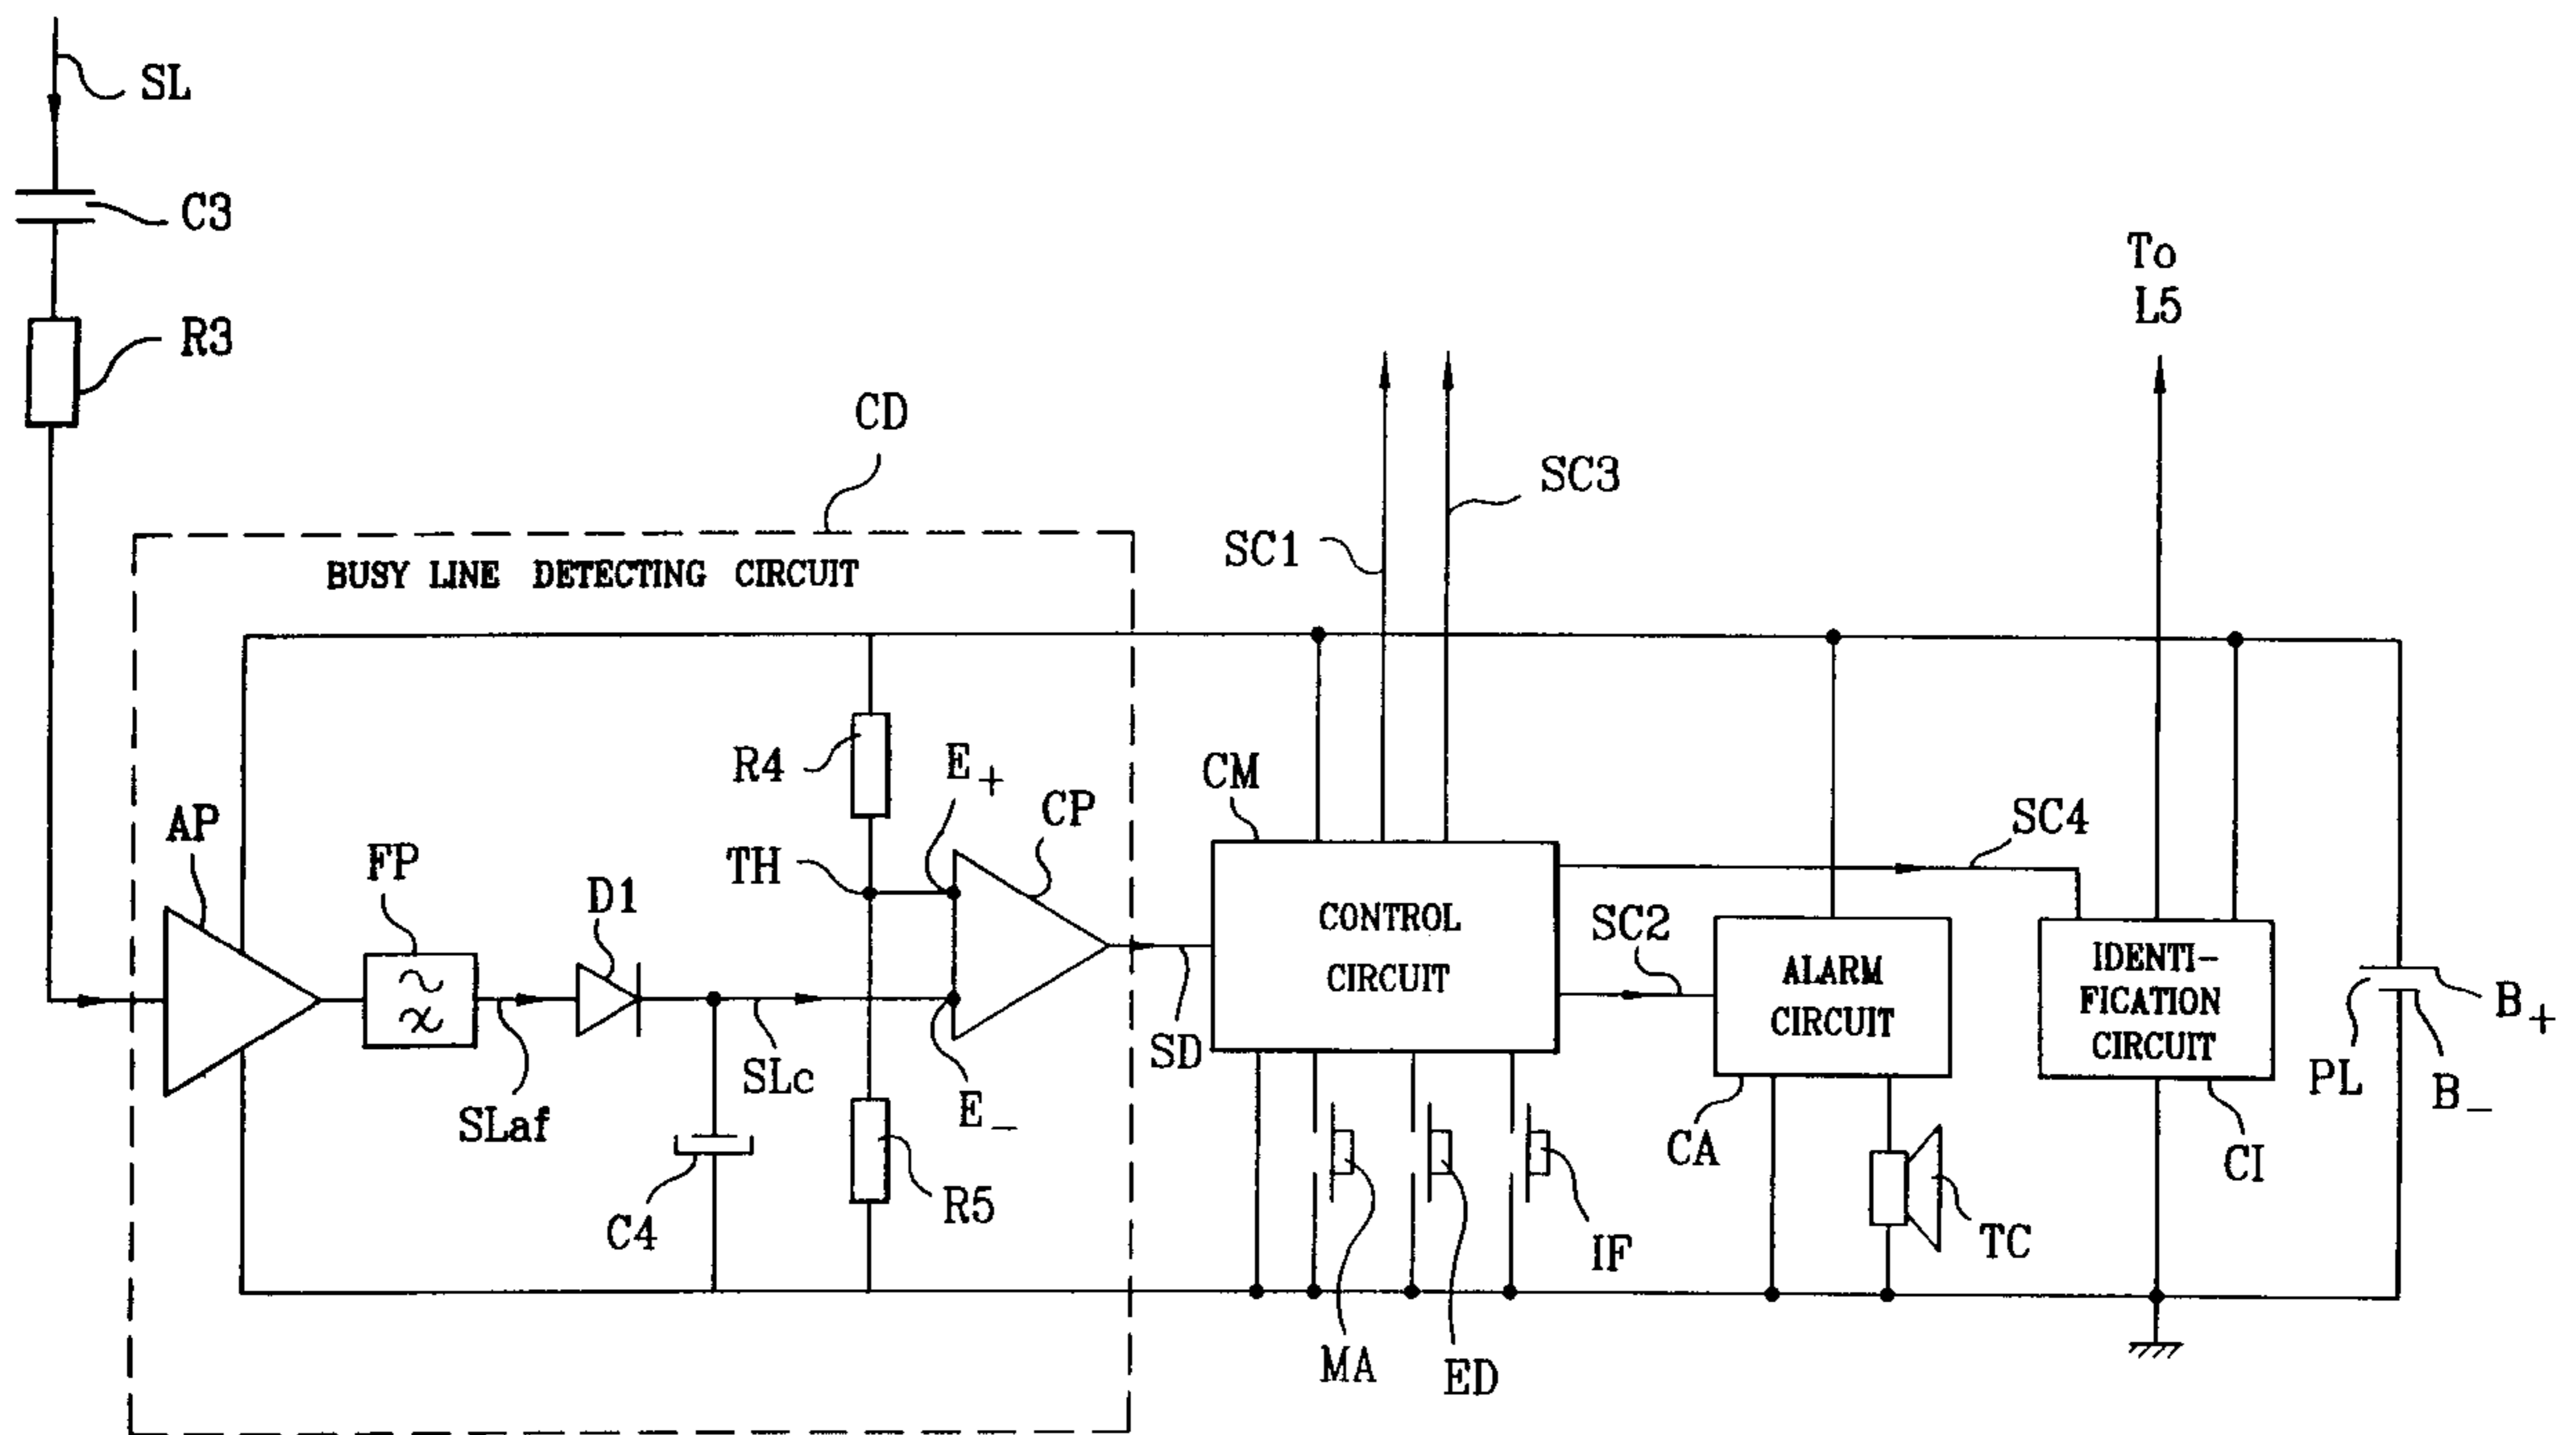 SL
C3
R3
To
L5
CD
SC3
SC1
BUSY LINE DETECTING CIRCUIT
R4
E+
CP
CM
AP
FP
TH
D1
SC4
SC2
CONTROL
CIRCUIT
ALARM
CIRCUIT
IDENTI-
FICATION
CIRCUIT
B+
PL
B-
SD
SLc
SLaf
E-
C4
R5
CA
CI
TC
IF
MA
ED